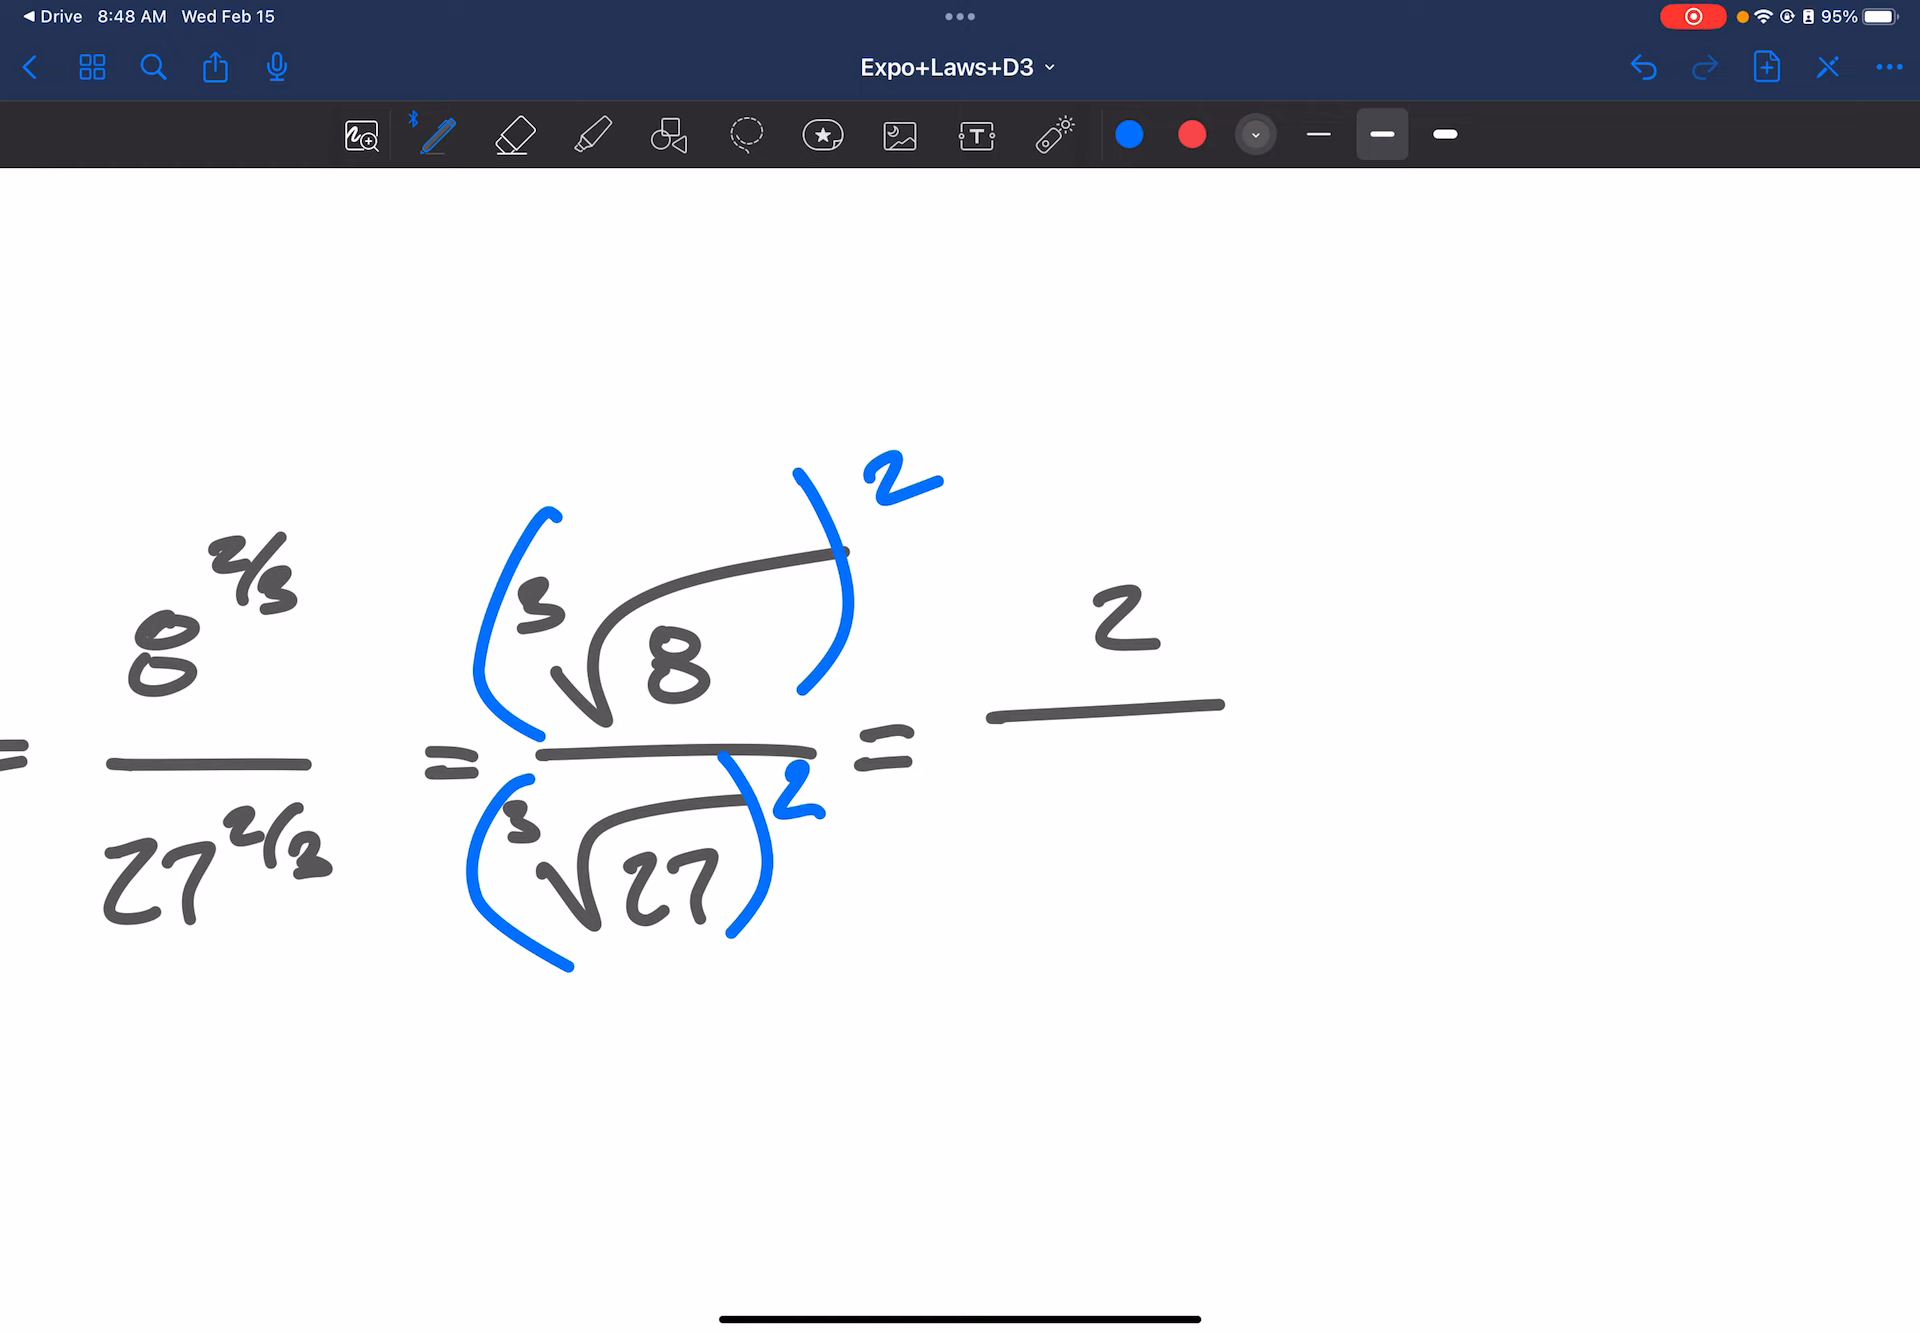 Drive 8:48 AM Wed Feb 15 95%
Expo+Laws+D3
T
= 8^{2/3} / 27^{2/3} = (∛8)^2 / (∛27)^2 = 2 /